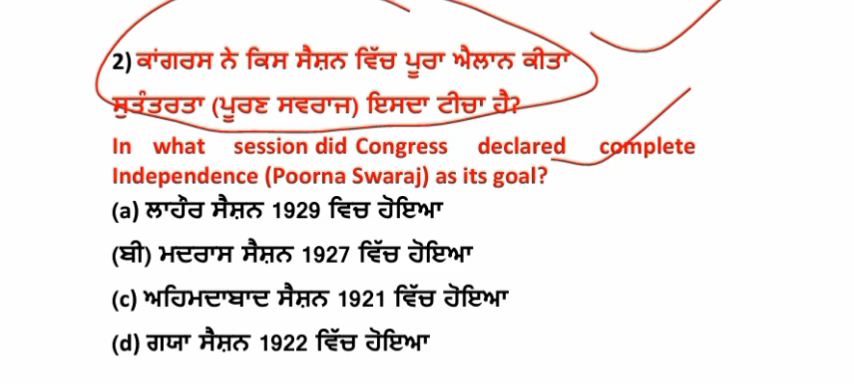 2) ਕਾਂਗਰਸ ਨੇ ਕਿਸ ਸੈਸ਼ਨ ਵਿੱਚ ਪੂਰਾ ਐਲਾਨ ਕੀਤਾ
ਸੁਤੰਤਰਤਾ (ਪੂਰਣ ਸਵਰਾਜ) ਇਸਦਾ ਟੀਚਾ ਹੈ?
In what session did Congress declared complete
Independence (Poorna Swaraj) as its goal?
(a) ਲਾਹੌਰ ਸੈਸ਼ਨ 1929 ਵਿਚ ਹੋਇਆ
(ਬੀ) ਮਦਰਾਸ ਸੈਸ਼ਨ 1927 ਵਿੱਚ ਹੋਇਆ
(c) ਅਹਿਮਦਾਬਾਦ ਸੈਸ਼ਨ 1921 ਵਿੱਚ ਹੋਇਆ
(d) ਗਯਾ ਸੈਸ਼ਨ 1922 ਵਿੱਚ ਹੋਇਆ